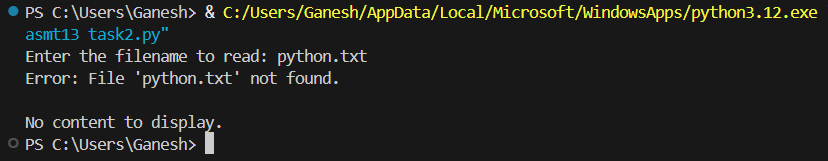 PS C:\Users\Ganesh> & C:/Users/Ganesh/AppData/Local/Microsoft/WindowsApps/python3.12.exe
asmt13 task2.py"
Enter the filename to read: python.txt
Error: File 'python.txt' not found.
No content to display.
PS C:\Users\Ganesh>